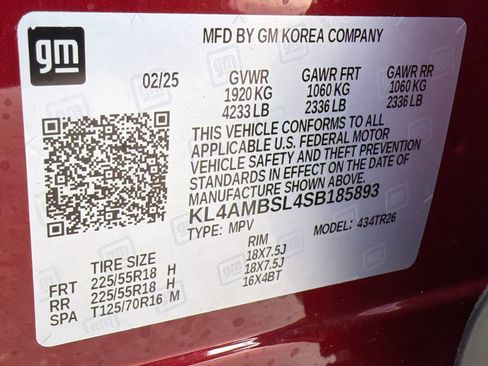 gm
MFD BY GM KOREA COMPANY
02/25 GVWR GAWR FRT GAWR RR
1920 KG 1060 KG 1060 KG
4233 LB 2336 LB 2336 LB
THIS VEHICLE CONFORMS TO ALL
APPLICABLE U.S. FEDERAL MOTOR
VEHICLE SAFETY AND THEFT PREVENTION
STANDARDS IN EFFECT ON THE DATE OF
MANUFACTURE SHOWN ABOVE.
KL4AMBSL4SB185893
TYPE: MPV MODEL: 434TR26
TIRE SIZE RIM
FRT 225/55R18 H 18X7.5J
RR 225/55R18 H 18X7.5J
SPA T125/70R16 M 16X4BT